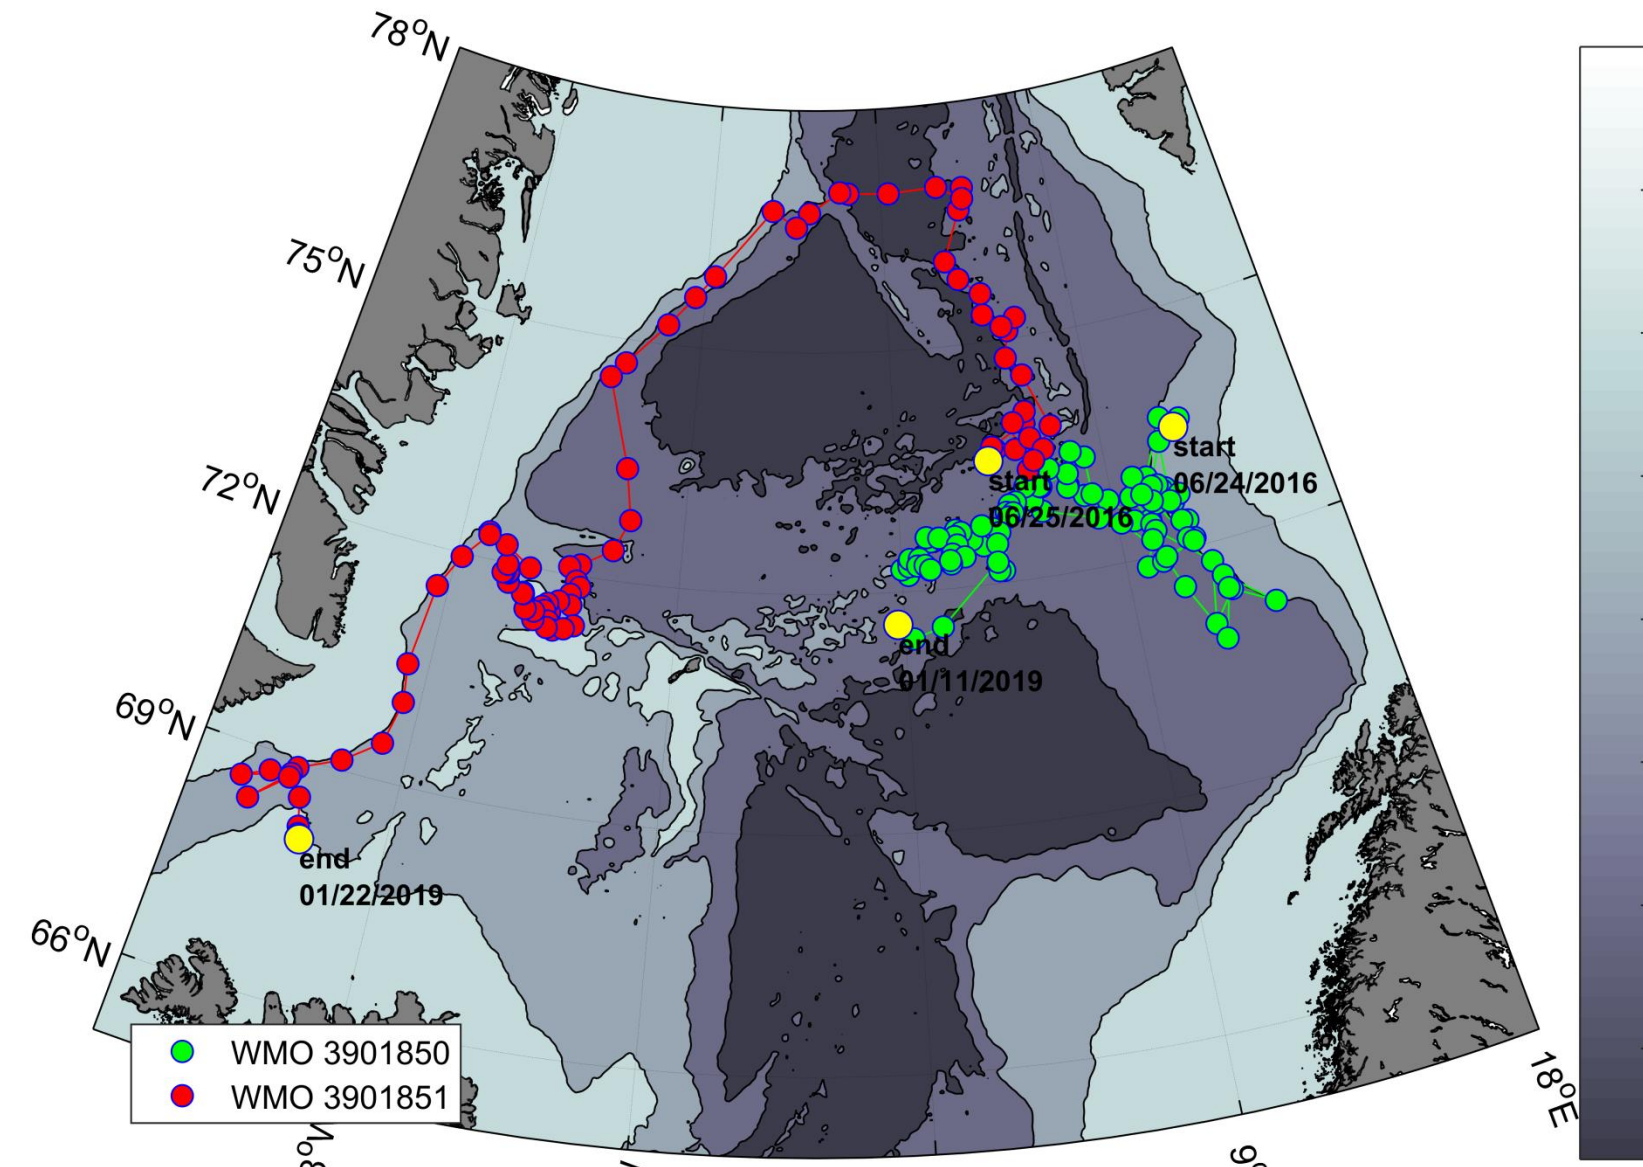 78°N
75°N
72°N
69°N
66°N
start
06/24/2016
start
06/25/2016
end
01/11/2019
end
01/22/2019
WMO 3901850
WMO 3901851
18°E